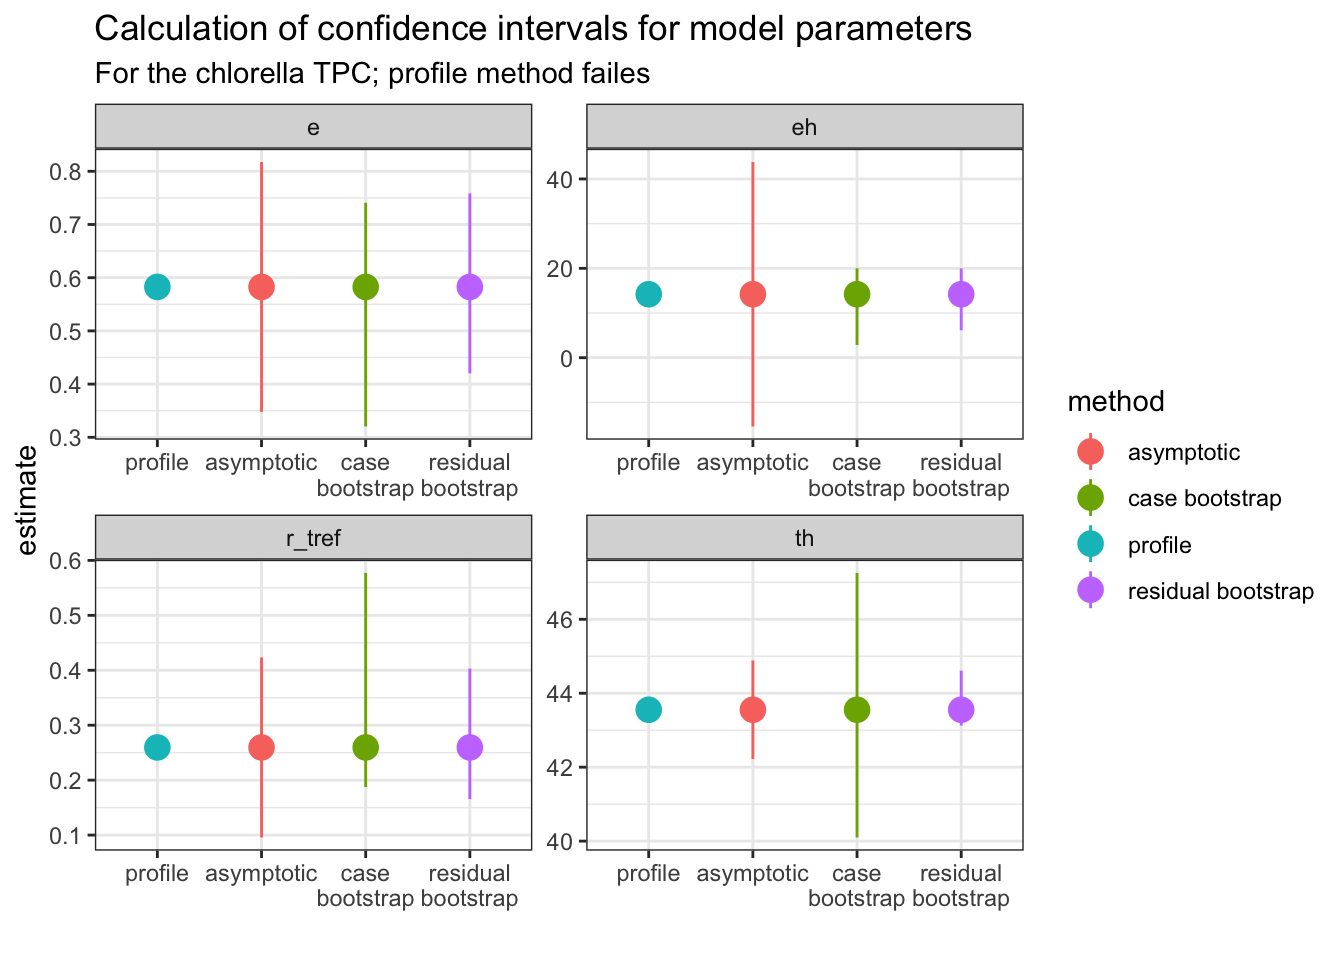 Calculation of confidence intervals for model parameters
For the chlorella TPC; profile method failes
e
0.8
0.7
0.6
0.5
0.4
0.3
profile asymptotic case residual
bootstrap bootstrap
eh
40
20
0
profile asymptotic case residual
bootstrap bootstrap
estimate
r_tref
0.6
0.5
0.4
0.3
0.2
0.1
profile asymptotic case residual
bootstrap bootstrap
th
46
44
42
40
profile asymptotic case residual
bootstrap bootstrap
method
asymptotic
case bootstrap
profile
residual bootstrap